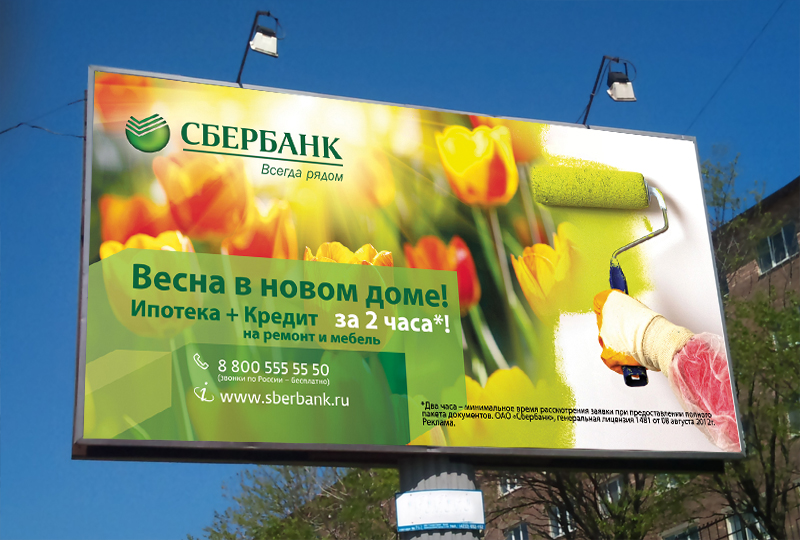 СБЕРБАНК
Всегда рядом
Весна в новом доме!
Ипотека + Кредит за 2 часа*!
на ремонт и мебель
8 800 555 55 50
(звонки по России – бесплатно)
www.sberbank.ru
*Два часа – минимальное время рассмотрения заявки при предоставлении полного
пакета документов. ОАО «Сбербанк», генеральная лицензия 1481 от 08 августа 2012г.
Реклама.